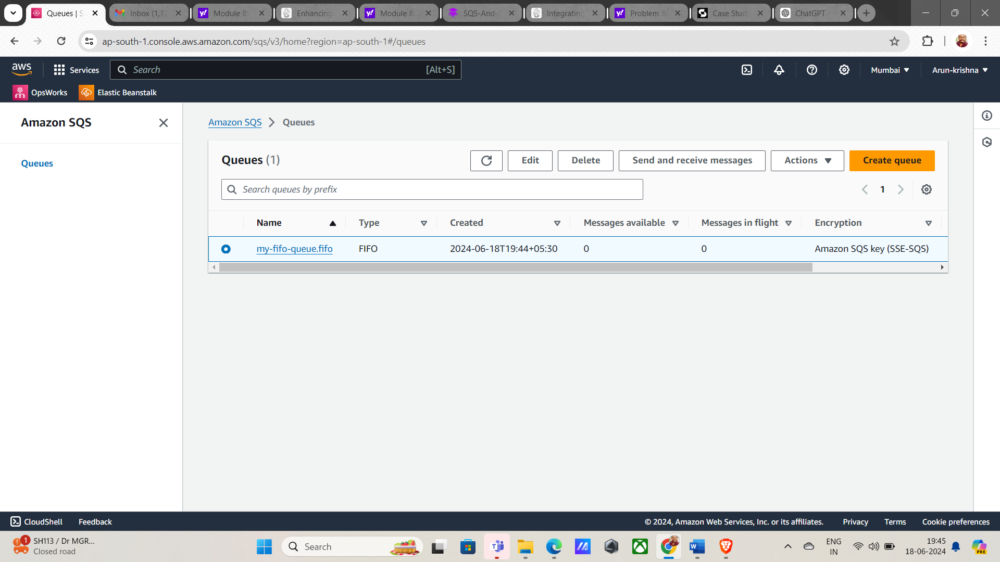 Queues | S
Inbox (1,1
Module 8
Enhancing
Module 8
SQS-And-
Integratin
Problem S
Case Stud
ChatGPT
ap-south-1.console.aws.amazon.com/sqs/v3/home?region=ap-south-1#/queues
aws
Services
Search
[Alt+S]
Mumbai
Arun-krishna
OpsWorks
Elastic Beanstalk
Amazon SQS
Queues
Amazon SQS
Queues
Queues (1)
Edit
Delete
Send and receive messages
Actions
Create queue
Search queues by prefix
1
Name
Type
Created
Messages available
Messages in flight
Encryption
my-fifo-queue.fifo
FIFO
2024-06-18T19:44+05:30
0
0
Amazon SQS key (SSE-SQS)
CloudShell
Feedback
© 2024, Amazon Web Services, Inc. or its affiliates.
Privacy
Terms
Cookie preferences
1
SH113 / Dr MGR...
Closed road
Search
ENG
IN
19:45
18-06-2024
PRE